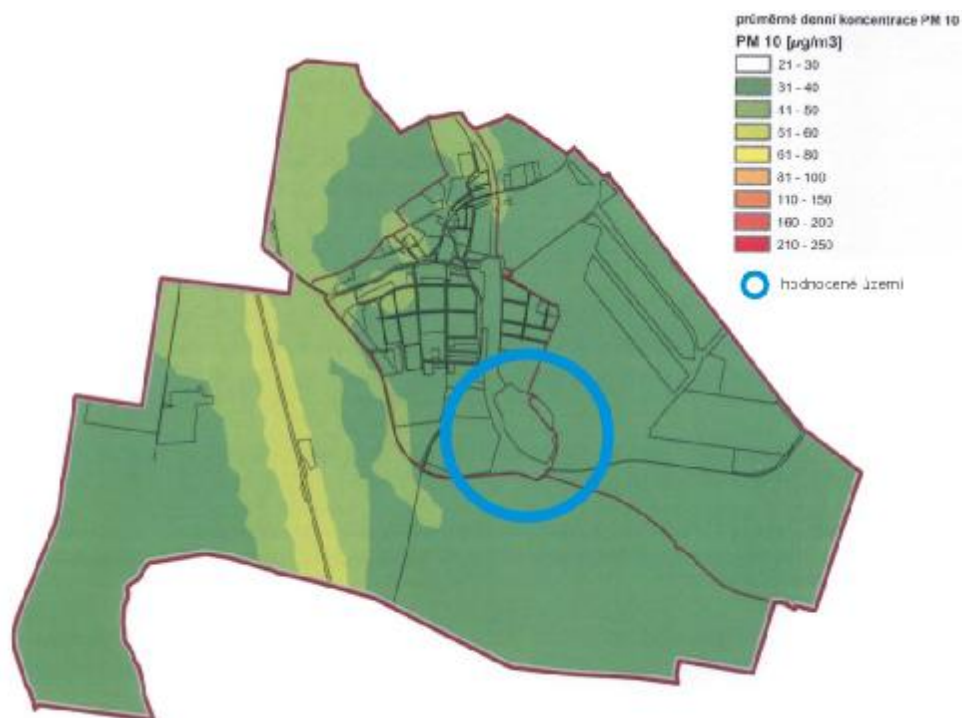 průměrné denní koncentrace PM 10
PM 10 [µg/m3]
21 - 30
31 - 40
41 - 50
51 - 60
61 - 80
81 - 100
110 - 150
160 - 200
210 - 250
hodnocené území